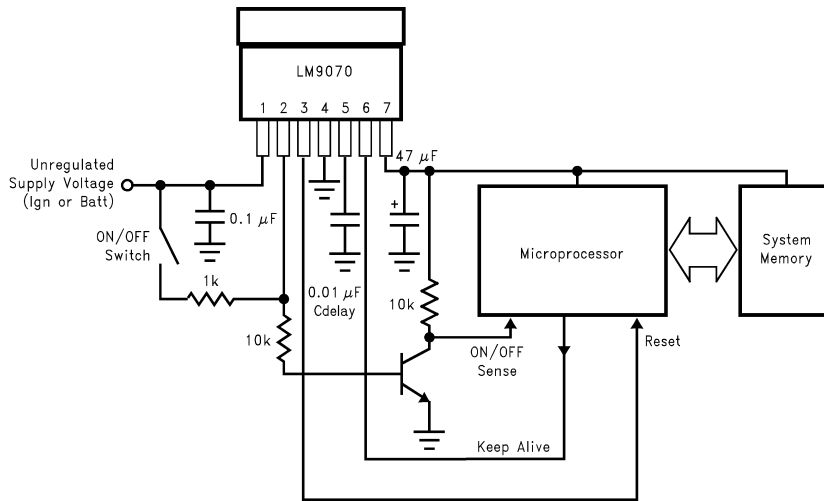 LM9070
1 2 3 4 5 6 7
47 µF
Unregulated
Supply Voltage
(Ign or Batt)
0.1 µF
+
ON/OFF
Switch
Microprocessor
System
Memory
1k
0.01 µF
Cdelay
10k
10k
ON/OFF
Sense
Reset
Keep Alive